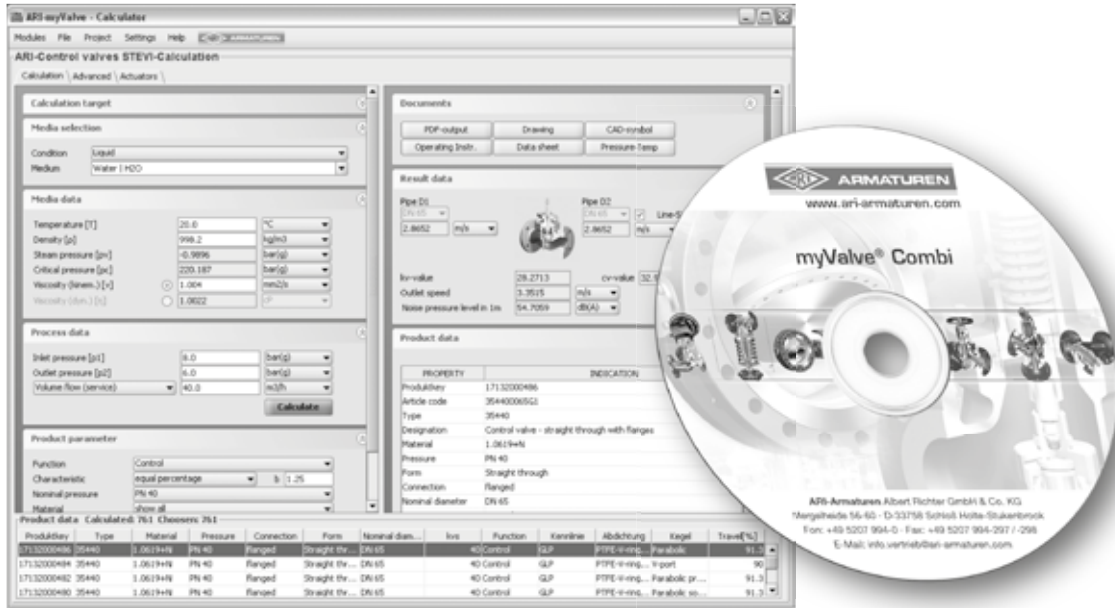 ARI-myValve - Calculator
Modules File Project Settings Help ARI ARMATUREN
ARI-Control valves STEVI-Calculation
Calculation Advanced Actuators
Calculation target
Media selection
Condition Liquid
Medium Water | H2O
Media data
Temperature [T] 20.0 °C
Density [ρ] 998.2 kg/m3
Steam pressure [pv] -0.9896 bar(g)
Critical pressure [pc] 220.187 bar(g)
Viscosity (kinem.) [v] 1.004 mm2/s
Viscosity (dyn.) [η] 1.0022 cP
Process data
Inlet pressure [p1] 8.0 bar(g)
Outlet pressure [p2] 6.0 bar(g)
Volume flow (service) 40.0 m3/h
Calculate
Product parameter
Function Control
Characteristic equal percentage b 1.25
Nominal pressure PN 40
Material show all
Documents
PDF-output Drawing CAD-symbol
Operating Instr. Data sheet Pressure-Temp
Result data
Pipe D1 Pipe D2
DN 65 DN 65 Line-S
2.8652 m/s 2.8652 m/s
kv-value 28.2713 cv-value 32.
Outlet speed 3.3515 m/s
Noise pressure level in 1m 54.7059 dB(A)
Product data
PROPERTY INDICATION
Produktkey 17132000486
Article code 354400065G1
Type 35440
Designation Control valve - straight through with flanges
Material 1.0619+N
Pressure PN 40
Form Straight through
Connection Flanged
Nominal diameter DN 65
Product data Calculated: 761 Choosen: 761
Produktkey Type Material Pressure Connection Form Nominal diam... kvs Function Kennlinie Abdichtung Kegel Travel[%]
17132000486 35440 1.0619+N PN 40 Flanged Straight thr... DN 65 40 Control GLP PTFE-V-ring... Parabolic 91.3
17132000484 35440 1.0619+N PN 40 Flanged Straight thr... DN 65 40 Control GLP PTFE-V-ring... V-port 90
17132000482 35440 1.0619+N PN 40 Flanged Straight thr... DN 65 40 Control GLP PTFE-V-ring... Parabolic pr... 91.3
17132000480 35440 1.0619+N PN 40 Flanged Straight thr... DN 65 40 Control GLP PTFE-V-ring... Parabolic so... 91.3
ARI ARMATUREN
www.ari-armaturen.com
myValve® Combi
ARI-Armaturen Albert Richter GmbH & Co. KG
Mergelheide 56-60 - D-33758 Schloß Holte-Stukenbrock
Fon: +49 5207 994-0 - Fax: +49 5207 994-297 / -298
E-Mail: info.vertrieb@ari-armaturen.com